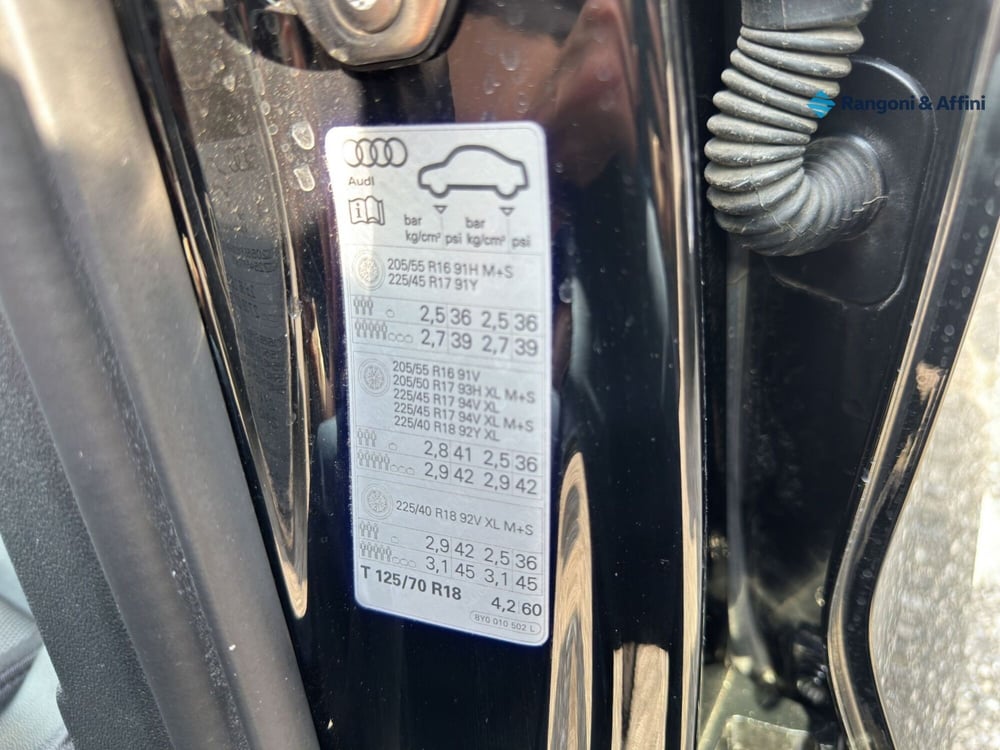 Rangoni & Affini
Audi
i
bar bar
kg/cm² psi kg/cm² psi
205/55 R16 91H M+S
225/45 R17 91Y
2,5 36 2,5 36
2,7 39 2,7 39
205/55 R16 91V
205/50 R17 93H XL M+S
225/45 R17 94V XL
225/45 R17 94V XL M+S
225/40 R18 92Y XL
2,8 41 2,5 36
2,9 42 2,9 42
225/40 R18 92V XL M+S
2,9 42 2,5 36
3,1 45 3,1 45
T 125/70 R18
4,2 60
8Y0 010 502 L